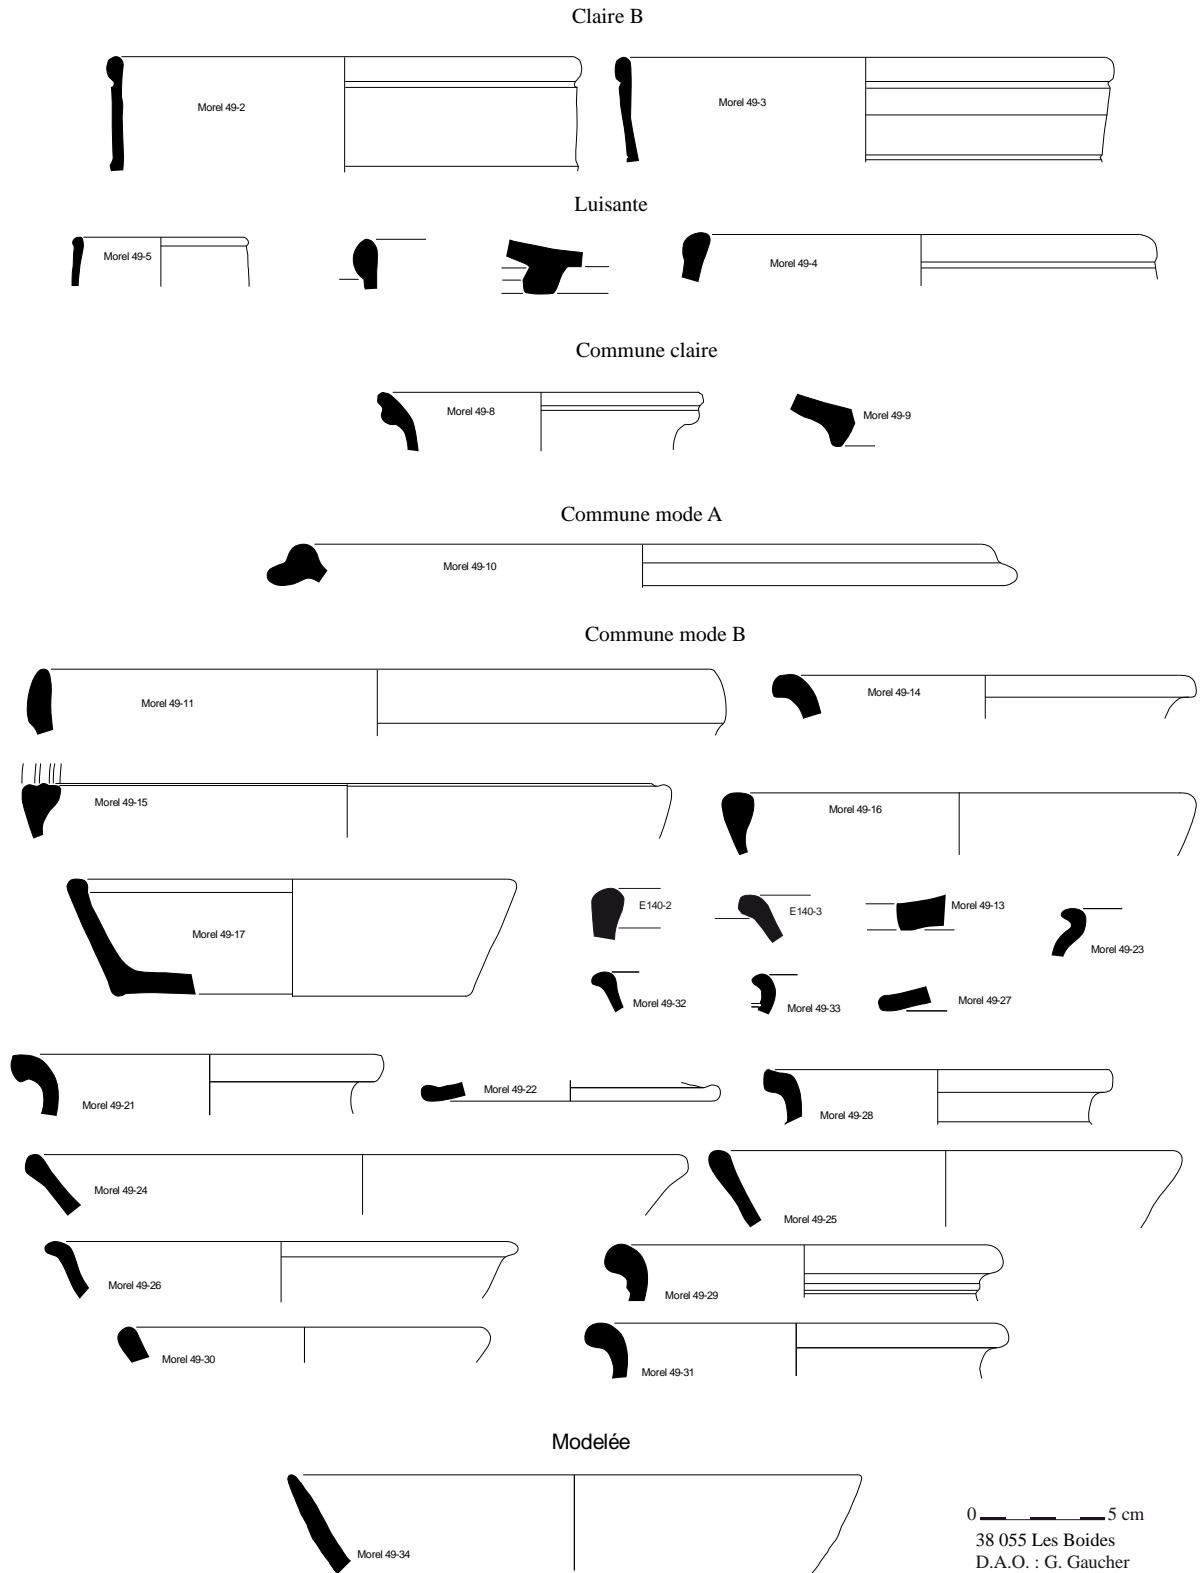 Claire B
Morel 49-2
Morel 49-3
Luisante
Morel 49-5
Morel 49-4
Commune claire
Morel 49-8
Morel 49-9
Commune mode A
Morel 49-10
Commune mode B
Morel 49-11
Morel 49-14
Morel 49-15
Morel 49-16
Morel 49-17
E140-2
E140-3
Morel 49-13
Morel 49-23
Morel 49-32
Morel 49-33
Morel 49-27
Morel 49-21
Morel 49-22
Morel 49-28
Morel 49-24
Morel 49-25
Morel 49-26
Morel 49-29
Morel 49-30
Morel 49-31
Modelée
Morel 49-34
0 5 cm
38 055 Les Boides
D.A.O. : G. Gaucher